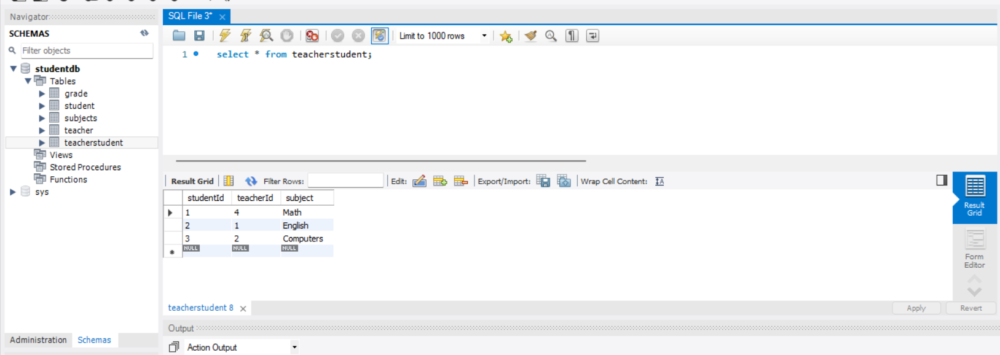 Navigator
SCHEMAS
Filter objects
studentdb
Tables
grade
student
subjects
teacher
teacherstudent
Views
Stored Procedures
Functions
sys
Administration Schemas
SQL File 3*
Limit to 1000 rows
1 select * from teacherstudent;
Result Grid Filter Rows: Edit: Export/Import: Wrap Cell Content:
studentId teacherId subject
1 4 Math
2 1 English
3 2 Computers
NULL NULL NULL
Result
Grid
Form
Editor
teacherstudent 8
Apply Revert
Output
Action Output